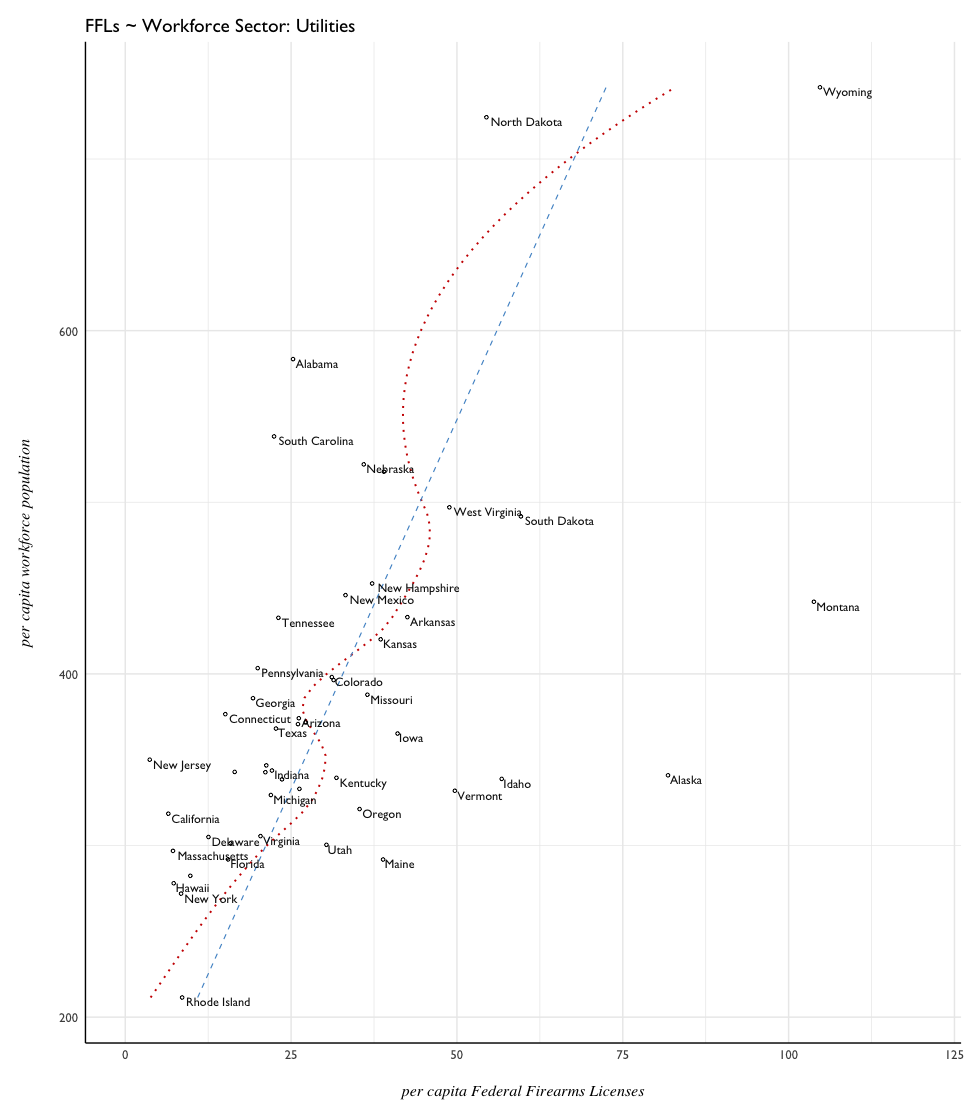 FFLs ~ Workforce Sector: Utilities
Wyoming
North Dakota
600
Alabama
South Carolina
Nebraska
West Virginia
South Dakota
per capita workforce population
New Hampshire
New Mexico
Montana
Tennessee
Arkansas
Kansas
400
Pennsylvania
Colorado
Missouri
Georgia
Connecticut
Arizona
Texas
Iowa
New Jersey
Indiana
Alaska
Kentucky
Idaho
Vermont
Michigan
Oregon
California
Delaware
Virginia
Utah
Massachusetts
Florida
Maine
Hawaii
New York
Rhode Island
200
0 25 50 75 100 125
per capita Federal Firearms Licenses